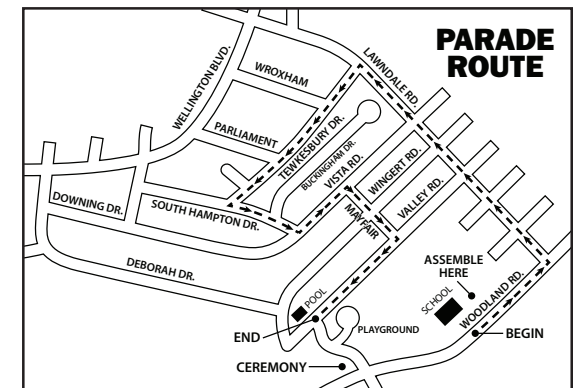 PARADE
ROUTE
LAWNDALE RD.
WROXHAM
WELLINGTON BLVD.
PARLIAMENT
TEWKESBURY DR.
BUCKINGHAM DR.
VISTA RD.
WINGERT RD.
VALLEY RD.
MAYFAIR
DOWNING DR.
SOUTH HAMPTON DR.
DEBORAH DR.
ASSEMBLE
HERE
SCHOOL
WOODLAND RD.
POOL
PLAYGROUND
END
BEGIN
CEREMONY